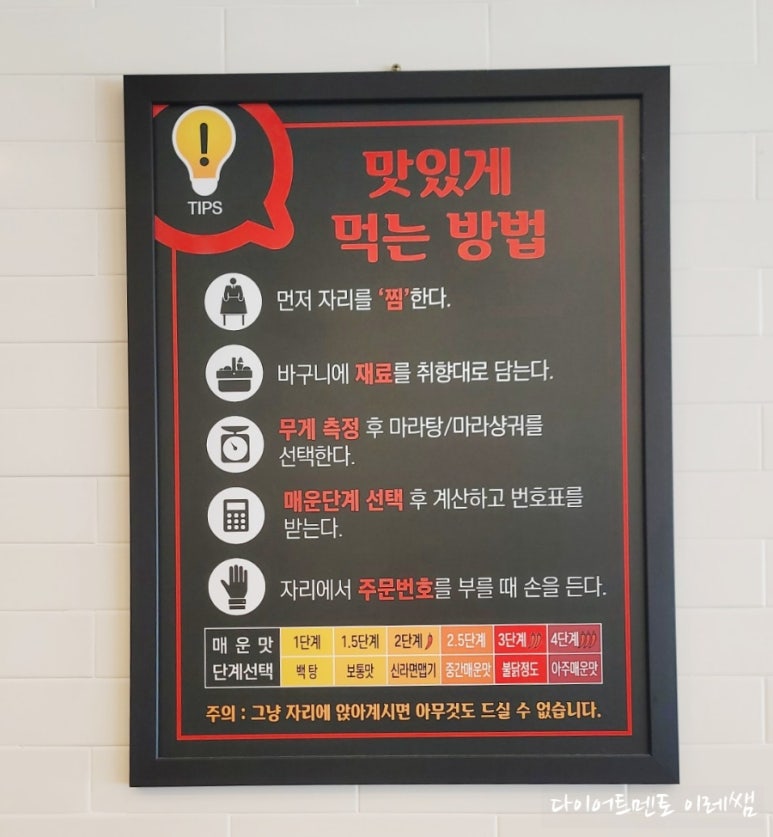 TIPS
맛있게
먹는 방법
먼저 자리를 '찜'한다.
바구니에 재료를 취향대로 담는다.
무게 측정 후 마라탕/마라샹궈를
선택한다.
매운단계 선택 후 계산하고 번호표를
받는다.
자리에서 주문번호를 부를 때 손을 든다.
매운맛 1단계 1.5단계 2단계 2.5단계 3단계 4단계
단계선택 백탕 보통맛 신라면맵기 중간매운맛 불닭정도 아주매운맛
주의 : 그냥 자리에 앉아계시면 아무것도 드실 수 없습니다.
다이어트멘토 이레쌤